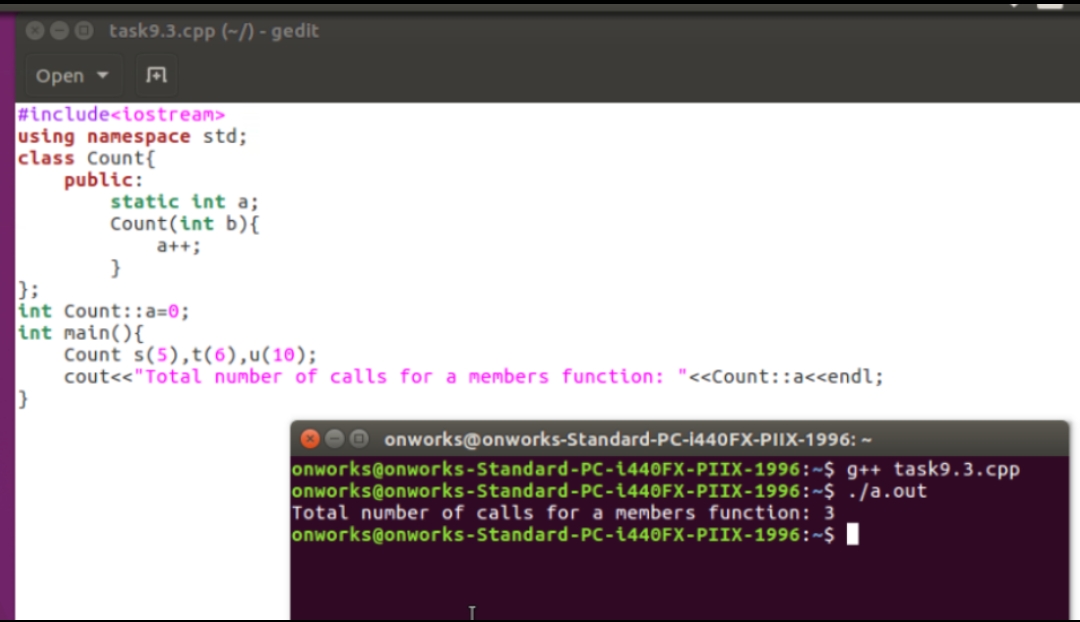 task9.3.cpp (~/) - gedit
Open
#include<iostream>
using namespace std;
class Count{
    public:
        static int a;
        Count(int b){
            a++;
        }
};
int Count::a=0;
int main(){
    Count s(5),t(6),u(10);
    cout<<"Total number of calls for a members function: "<<Count::a<<endl;
}
onworks@onworks-Standard-PC-i440FX-PIIX-1996: ~
onworks@onworks-Standard-PC-i440FX-PIIX-1996:~$ g++ task9.3.cpp
onworks@onworks-Standard-PC-i440FX-PIIX-1996:~$ ./a.out
Total number of calls for a members function: 3
onworks@onworks-Standard-PC-i440FX-PIIX-1996:~$